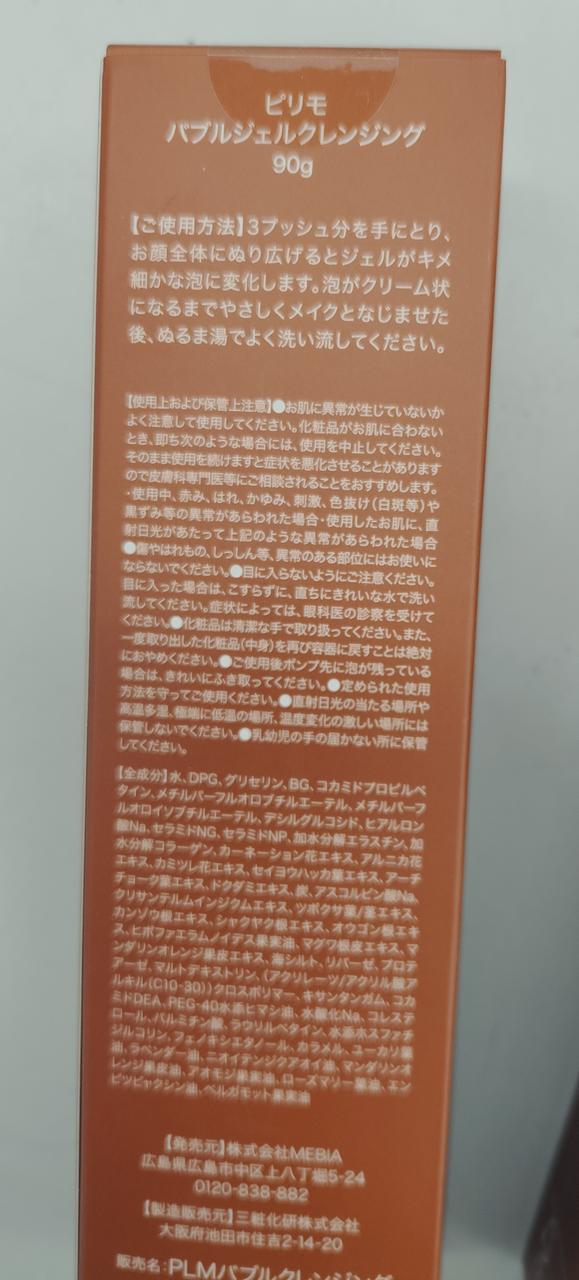 ピリモ
バブルジェルクレンジング
90g
【ご使用方法】3プッシュ分を手にとり、
お顔全体にぬり広げるとジェルがキメ
細かな泡に変化します。泡がクリーム状
になるまでやさしくメイクとなじませた
後、ぬるま湯でよく洗い流してください。
【使用上および保管上注意】●お肌に異常が生じていないか
よく注意して使用してください。化粧品がお肌に合わない
とき、即ち次のような場合には、使用を中止してください。
そのまま使用を続けますと症状を悪化させることがあります
ので皮膚科専門医等にご相談されることをおすすめします。
・使用中、赤み、はれ、かゆみ、刺激、色抜け(白斑等)や
黒ずみ等の異常があらわれた場合・使用したお肌に、直
射日光があたって上記のような異常があらわれた場合
●傷やはれもの、しっしん等、異常のある部位にはお使いに
ならないでください。●目に入らないようにご注意ください。
目に入った場合は、こすらずに、直ちにきれいな水で洗い
流してください。症状によっては、眼科医の診察を受けて
ください。●化粧品は清潔な手で取り扱ってください。また、
一度取り出した化粧品(中身)を再び容器に戻すことは絶対
におやめください。●ご使用後ポンプ先に泡が残っている
場合は、きれいにふき取ってください。●定められた使用
方法を守ってご使用ください。●直射日光の当たる場所や
高温多湿、極端に低温の場所、温度変化の激しい場所には
保管しないでください。●乳幼児の手の届かない所に保管
してください。
【全成分】水、DPG、グリセリン、BG、コカミドプロピルベ
タイン、メチルパーフルオロブチルエーテル、メチルパーフ
ルオロイソブチルエーテル、デシルグルコシド、ヒアルロン
酸Na、セラミドNG、セラミドNP、加水分解エラスチン、加
水分解コラーゲン、カーネーション花エキス、アルニカ花
エキス、カミツレ花エキス、セイヨウハッカ葉エキス、アーチ
チョーク葉エキス、ドクダミエキス、炭、アスコルビン酸Na、
クリサンテルムインジクムエキス、ツボクサ葉/茎エキス、
カンゾウ根エキス、シャクヤク根エキス、オウゴン根エキ
ス、ヒポファエラムノイデス果実油、マグワ根皮エキス、マ
ンダリンオレンジ果皮エキス、海シルト、リパーゼ、プロテ
アーゼ、マルトデキストリン、(アクリレーツ/アクリル酸ア
ルキル(C10-30))クロスポリマー、キサンタンガム、コカ
ミドDEA、PEG-40水添ヒマシ油、水酸化Na、コレステ
ロール、パルミチン酸、ラウリルベタイン、水添ホスファチ
ジルコリン、フェノキシエタノール、カラメル、ユーカリ葉
油、ラベンダー油、ニオイテンジクアオイ油、マンダリンオ
レンジ果皮油、アオモジ果実油、ローズマリー葉油、エン
ピツビャクシン油、ベルガモット果実油
【発売元】株式会社MEBIA
広島県広島市中区上八丁堀5-24
0120-838-882
【製造販売元】三粧化研株式会社
大阪府池田市住吉2-14-20
販売名：PLMバブルクレンジング